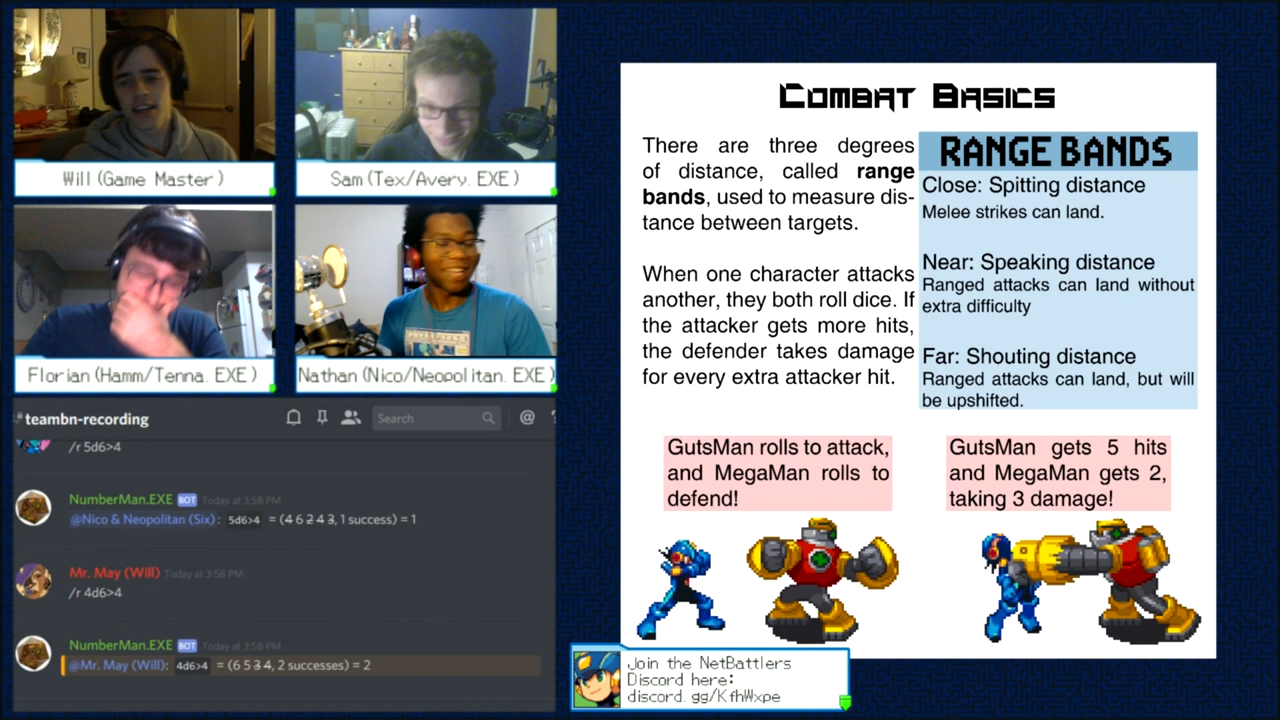 Will (Game Master)
Sam (Tex/Avery. EXE)
Florian (Hamm/Tenna. EXE)
Nathan (Nico/Neopolitan. EXE)
teambn-recording
Search
@
?
/r 5d6>4
NumberMan.EXE BOT Today at 3:58 PM
@Nico & Neopolitan (Six): 5d6>4 = (4 6 2 4 3, 1 success) = 1
Mr. May (Will) Today at 3:58 PM
/r 4d6>4
NumberMan.EXE BOT Today at 3:58 PM
@Mr. May (Will): 4d6>4 = (6 5 3 4, 2 successes) = 2
Combat Basics
There are three degrees
of distance, called range
bands, used to measure dis-
tance between targets.
When one character attacks
another, they both roll dice. If
the attacker gets more hits,
the defender takes damage
for every extra attacker hit.
RANGE BANDS
Close: Spitting distance
Melee strikes can land.
Near: Speaking distance
Ranged attacks can land without
extra difficulty
Far: Shouting distance
Ranged attacks can land, but will
be upshifted.
GutsMan rolls to attack,
and MegaMan rolls to
defend!
GutsMan gets 5 hits
and MegaMan gets 2,
taking 3 damage!
Join the NetBattlers
Discord here:
discord.gg/KfhWxpe